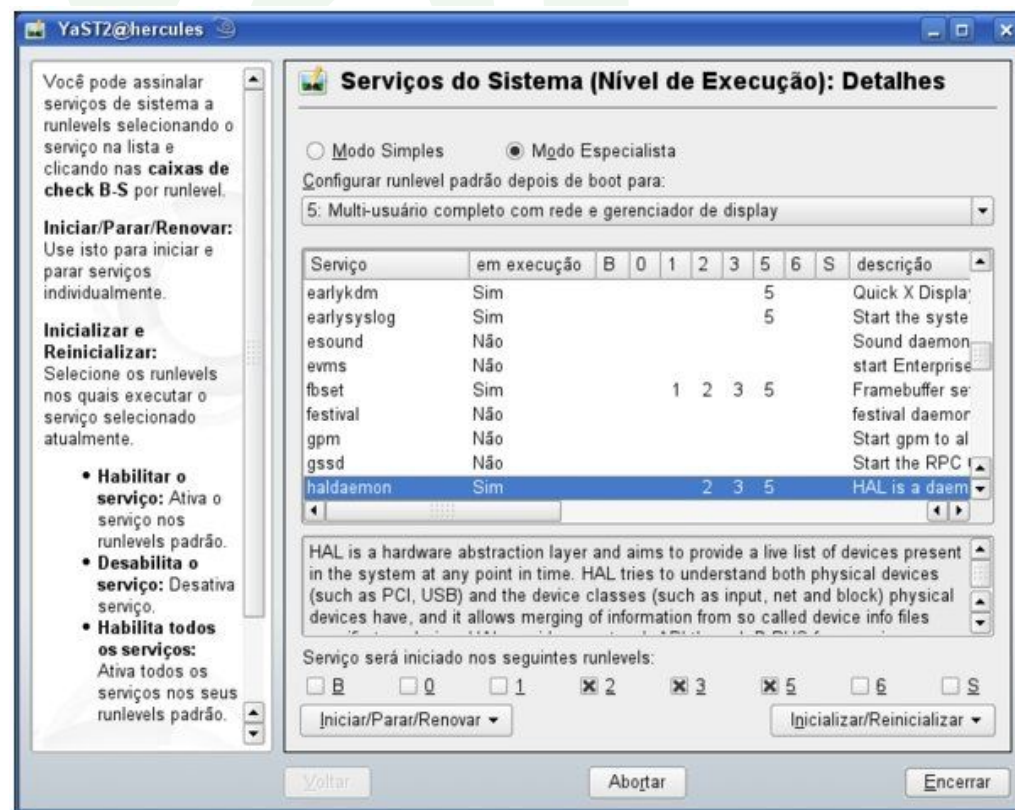 YaST2@hercules
Você pode assinalar
serviços de sistema a
runlevels selecionando o
serviço na lista e
clicando nas caixas de
check B-S por runlevel.
Iniciar/Parar/Renovar:
Use isto para iniciar e
parar serviços
individualmente.
Inicializar e
Reinicializar:
Selecione os runlevels
nos quais executar o
serviço selecionado
atualmente.
• Habilitar o
serviço: Ativa o
serviço nos
runlevels padrão.
• Desabilita o
serviço: Desativa
serviço.
• Habilita todos
os serviços:
Ativa todos os
serviços nos seus
runlevels padrão.
Serviços do Sistema (Nível de Execução): Detalhes
Modo Simples Modo Especialista
Configurar runlevel padrão depois de boot para:
5: Multi-usuário completo com rede e gerenciador de display
Serviço em execução B 0 1 2 3 5 6 S descrição
earlykdm Sim 5 Quick X Display
earlysyslog Sim 5 Start the syste
esound Não Sound daemon
evms Não start Enterprise
fbset Sim 1 2 3 5 Framebuffer se
festival Não festival daemor
gpm Não Start gpm to al
gssd Não Start the RPC
haldaemon Sim 2 3 5 HAL is a daem
HAL is a hardware abstraction layer and aims to provide a live list of devices present
in the system at any point in time. HAL tries to understand both physical devices
(such as PCI, USB) and the device classes (such as input, net and block) physical
devices have, and it allows merging of information from so called device info files
Serviço será iniciado nos seguintes runlevels:
B 0 1 2 3 5 6 S
Iniciar/Parar/Renovar Inicializar/Reinicializar
Voltar Abortar Encerrar